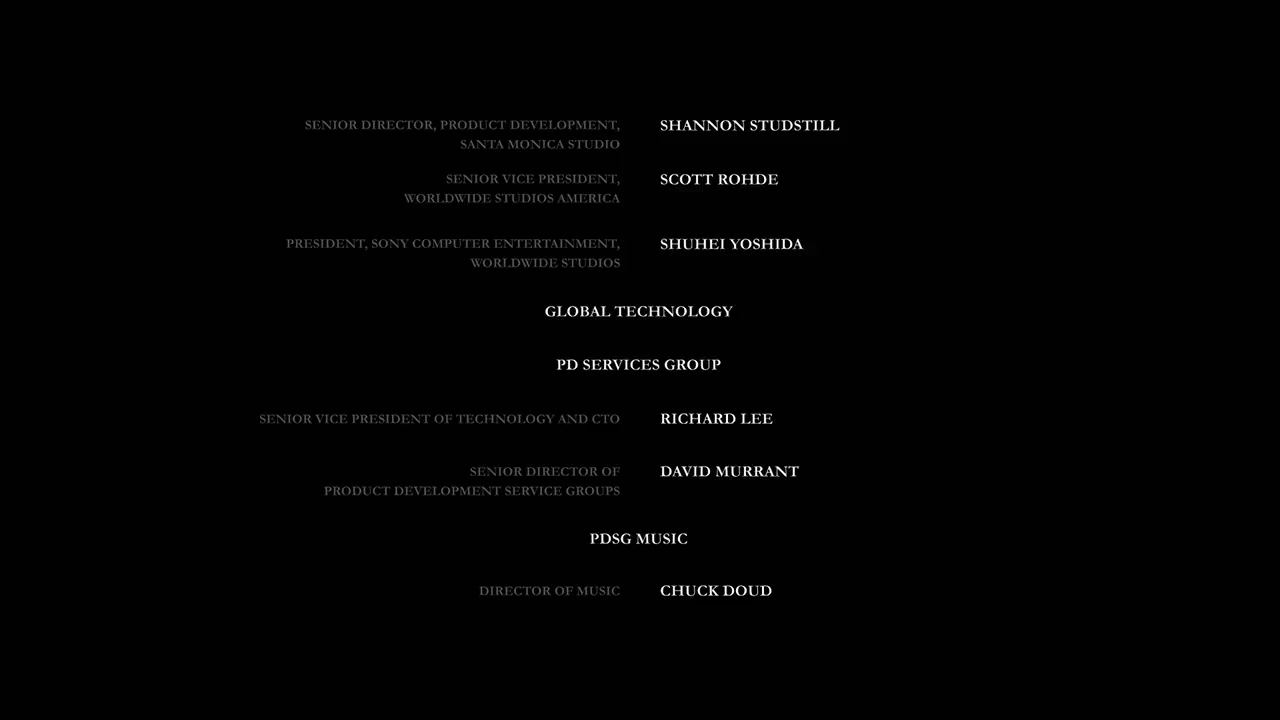 SENIOR DIRECTOR, PRODUCT DEVELOPMENT, SHANNON STUDSTILL
SANTA MONICA STUDIO
SENIOR VICE PRESIDENT, SCOTT ROHDE
WORLDWIDE STUDIOS AMERICA
PRESIDENT, SONY COMPUTER ENTERTAINMENT, SHUHEI YOSHIDA
WORLDWIDE STUDIOS
GLOBAL TECHNOLOGY
PD SERVICES GROUP
SENIOR VICE PRESIDENT OF TECHNOLOGY AND CTO RICHARD LEE
SENIOR DIRECTOR OF DAVID MURRANT
PRODUCT DEVELOPMENT SERVICE GROUPS
PDSG MUSIC
DIRECTOR OF MUSIC CHUCK DOUD